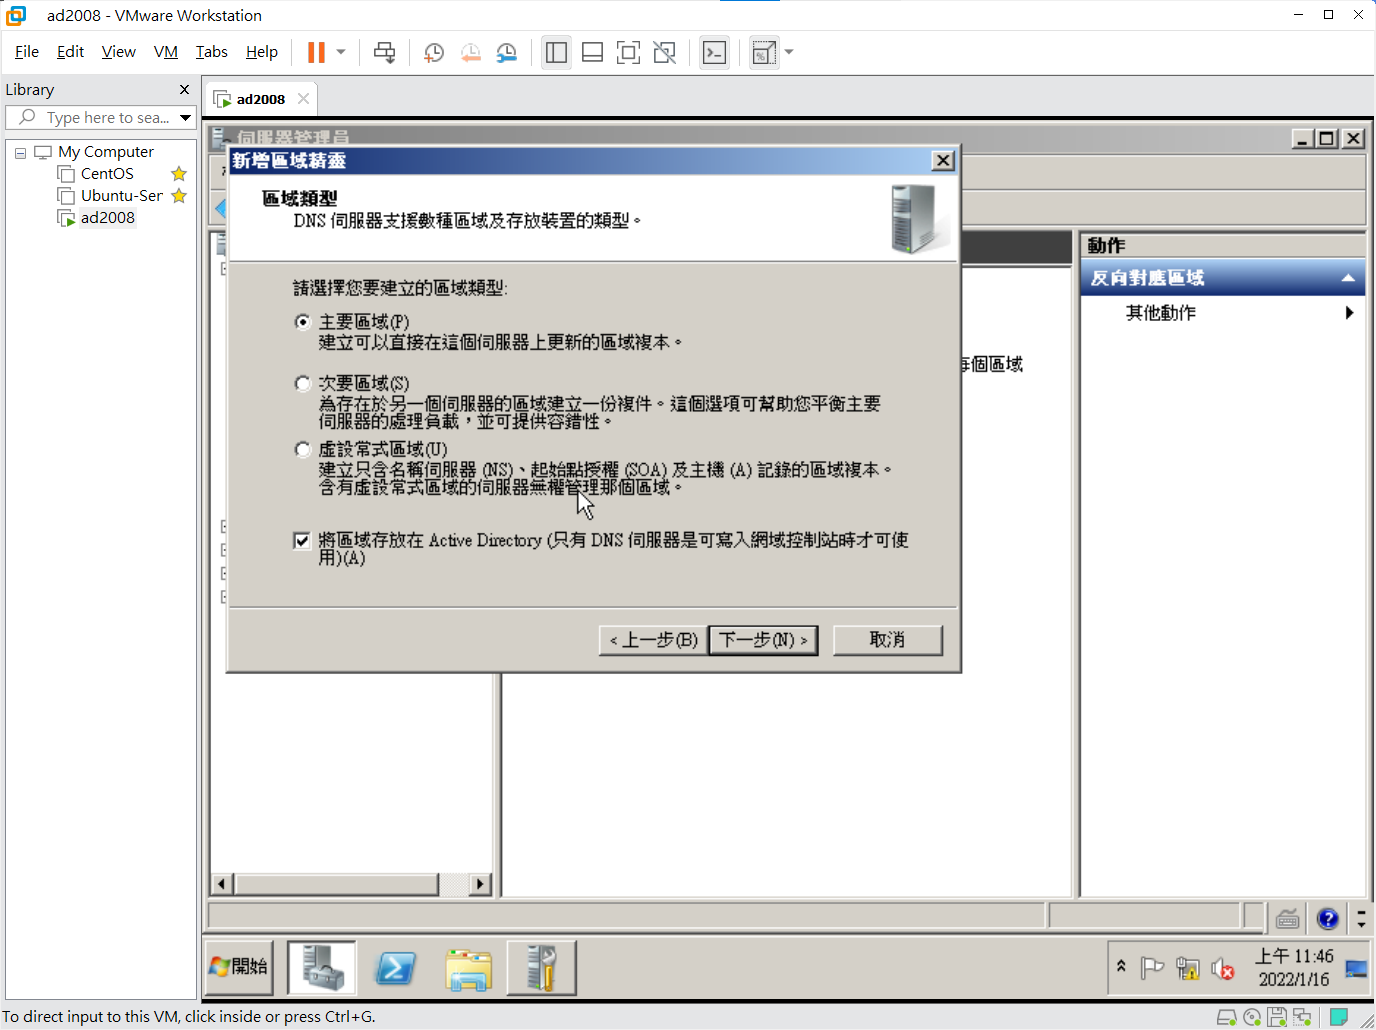 ad2008 - VMware Workstation
File Edit View VM Tabs Help
Library
ad2008
Type here to sea...
My Computer
CentOS
Ubuntu-Ser
ad2008
伺服器管理員
新增區域精靈
區域類型
DNS 伺服器支援數種區域及存放裝置的類型。
動作
反向對應區域
其他動作
請選擇您要建立的區域類型:
主要區域(P)
建立可以直接在這個伺服器上更新的區域複本。
每個區域
次要區域(S)
為存在於另一個伺服器的區域建立一份複件。這個選項可幫助您平衡主要
伺服器的處理負載，並可提供容錯性。
虛設常式區域(U)
建立只含名稱伺服器 (NS)、起始點授權 (SOA) 及主機 (A) 記錄的區域複本。
含有虛設常式區域的伺服器無權管理那個區域。
將區域存放在 Active Directory (只有 DNS 伺服器是可寫入網域控制站時才可使
用)(A)
< 上一步(B) 下一步(N) > 取消
開始
上午 11:46
2022/1/16
To direct input to this VM, click inside or press Ctrl+G.